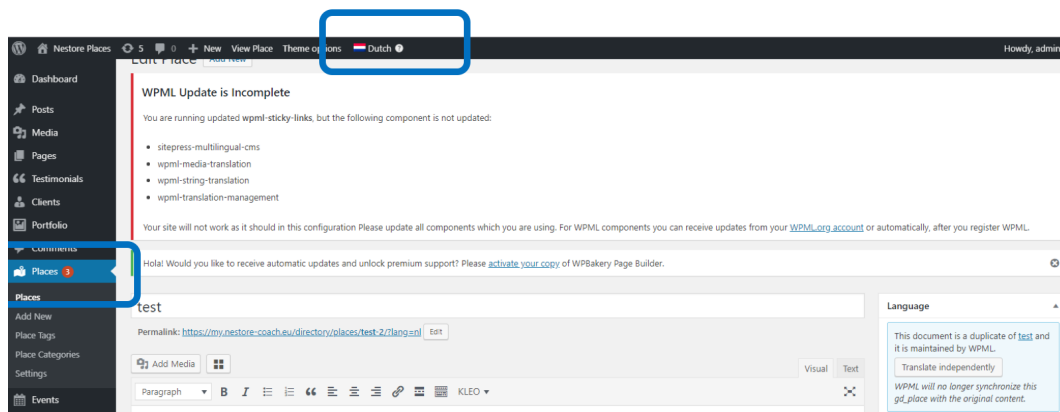 Nestore Places 5 0 + New View Place Theme options Dutch Howdy, admin
Edit Place Add New
Dashboard
Posts
Media
Pages
Testimonials
Clients
Portfolio
Comments
Places 3
Places
Add New
Place Tags
Place Categories
Settings
Events
WPML Update is Incomplete
You are running updated wpml-sticky-links, but the following component is not updated:
• sitepress-multilingual-cms
• wpml-media-translation
• wpml-string-translation
• wpml-translation-management
Your site will not work as it should in this configuration Please update all components which you are using. For WPML components you can receive updates from your WPML.org account or automatically, after you register WPML.
Hola! Would you like to receive automatic updates and unlock premium support? Please activate your copy of WPBakery Page Builder.
test
Permalink: https://my.nestore-coach.eu/directory/places/test-2/?lang=nl Edit
Add Media
Visual Text
Paragraph B I KLEO
Language
This document is a duplicate of test and
it is maintained by WPML.
Translate independently
WPML will no longer synchronize this
gd_place with the original content.